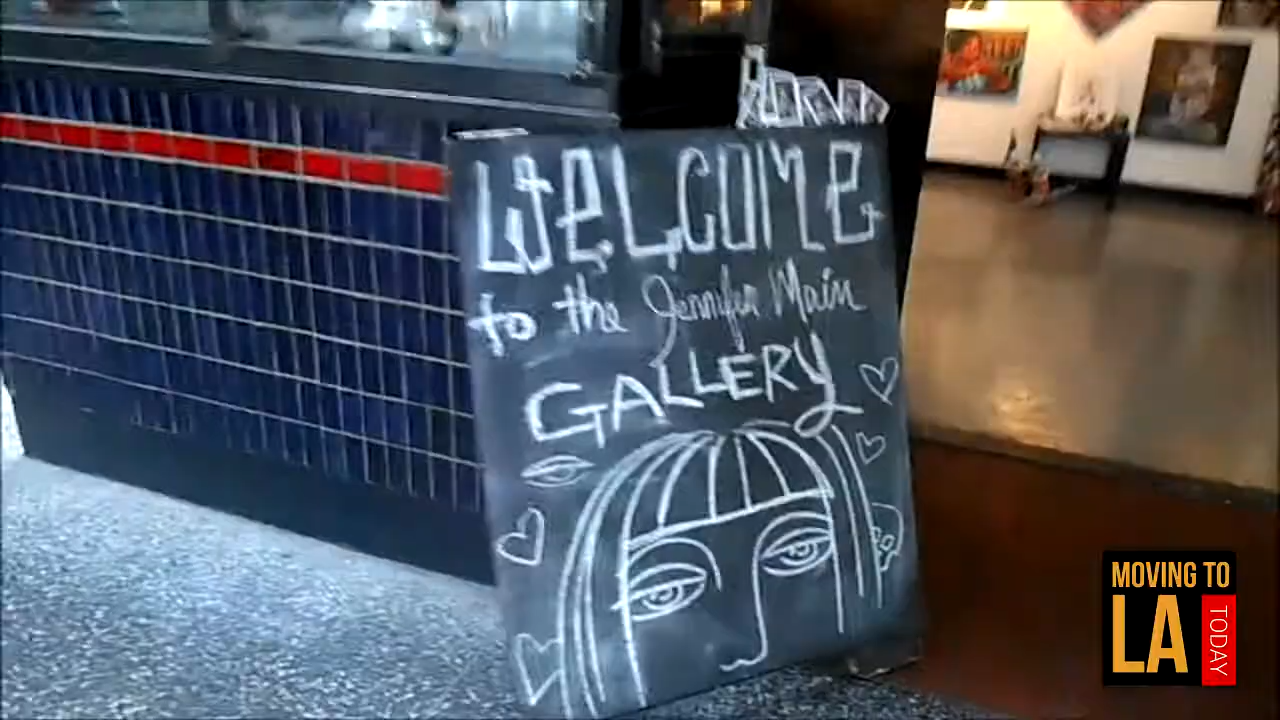 WELCOME
to the Jennifer Main
GALLERY
MOVING TO
LA TODAY